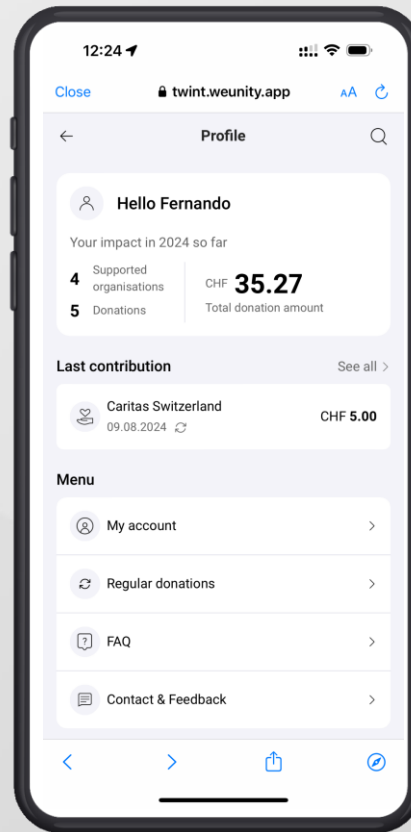 12:24
Close twint.weunity.app AA
Profile
Hello Fernando
Your impact in 2024 so far
4 Supported organisations
5 Donations
CHF 35.27
Total donation amount
Last contribution See all >
Caritas Switzerland
09.08.2024
CHF 5.00
Menu
My account
Regular donations
FAQ
Contact & Feedback